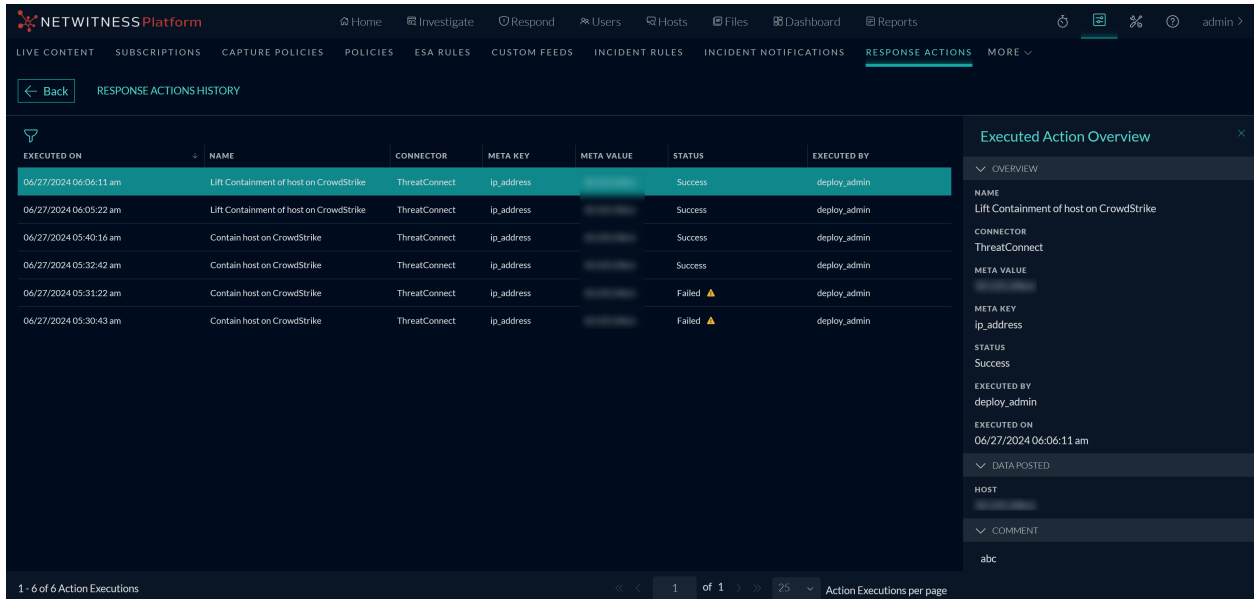 NETWITNESS Platform Home Investigate Respond Users Hosts Files Dashboard Reports admin >
LIVE CONTENT SUBSCRIPTIONS CAPTURE POLICIES POLICIES ESA RULES CUSTOM FEEDS INCIDENT RULES INCIDENT NOTIFICATIONS RESPONSE ACTIONS MORE
← Back RESPONSE ACTIONS HISTORY
EXECUTED ON ↓ NAME CONNECTOR META KEY META VALUE STATUS EXECUTED BY
06/27/2024 06:06:11 am Lift Containment of host on CrowdStrike ThreatConnect ip_address Success deploy_admin
06/27/2024 06:05:22 am Lift Containment of host on CrowdStrike ThreatConnect ip_address Success deploy_admin
06/27/2024 05:40:16 am Contain host on CrowdStrike ThreatConnect ip_address Success deploy_admin
06/27/2024 05:32:42 am Contain host on CrowdStrike ThreatConnect ip_address Success deploy_admin
06/27/2024 05:31:22 am Contain host on CrowdStrike ThreatConnect ip_address Failed deploy_admin
06/27/2024 05:30:43 am Contain host on CrowdStrike ThreatConnect ip_address Failed deploy_admin
1 - 6 of 6 Action Executions « < 1 of 1 > » 25 Action Executions per page
Executed Action Overview ×
OVERVIEW
NAME
Lift Containment of host on CrowdStrike
CONNECTOR
ThreatConnect
META VALUE
META KEY
ip_address
STATUS
Success
EXECUTED BY
deploy_admin
EXECUTED ON
06/27/2024 06:06:11 am
DATA POSTED
HOST
COMMENT
abc